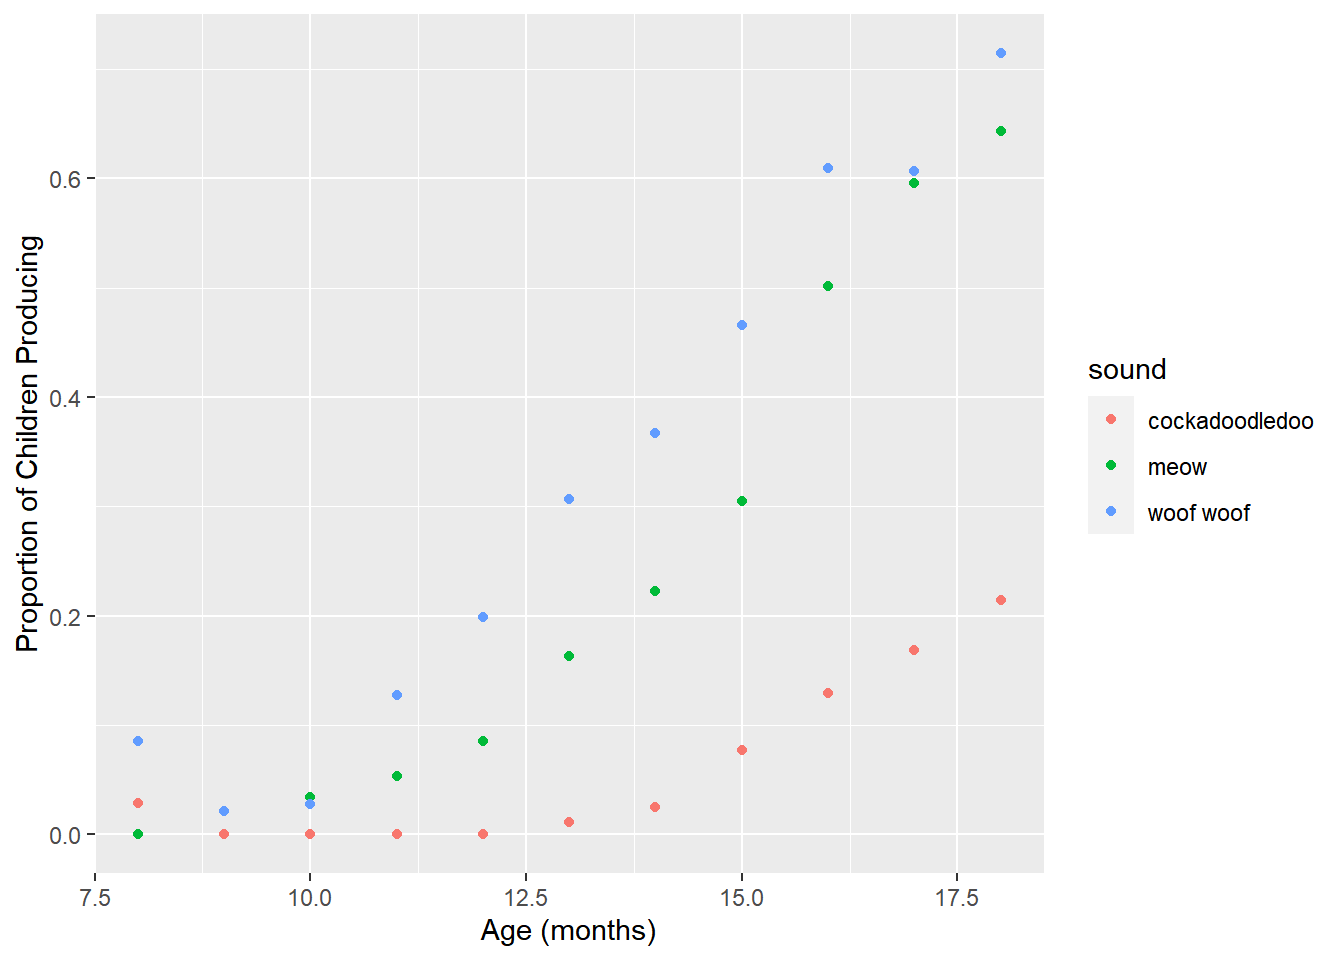 Proportion of Children Producing
0.6
0.4
0.2
0.0
7.5 10.0 12.5 15.0 17.5
Age (months)
sound
cockadoodledoo
meow
woof woof